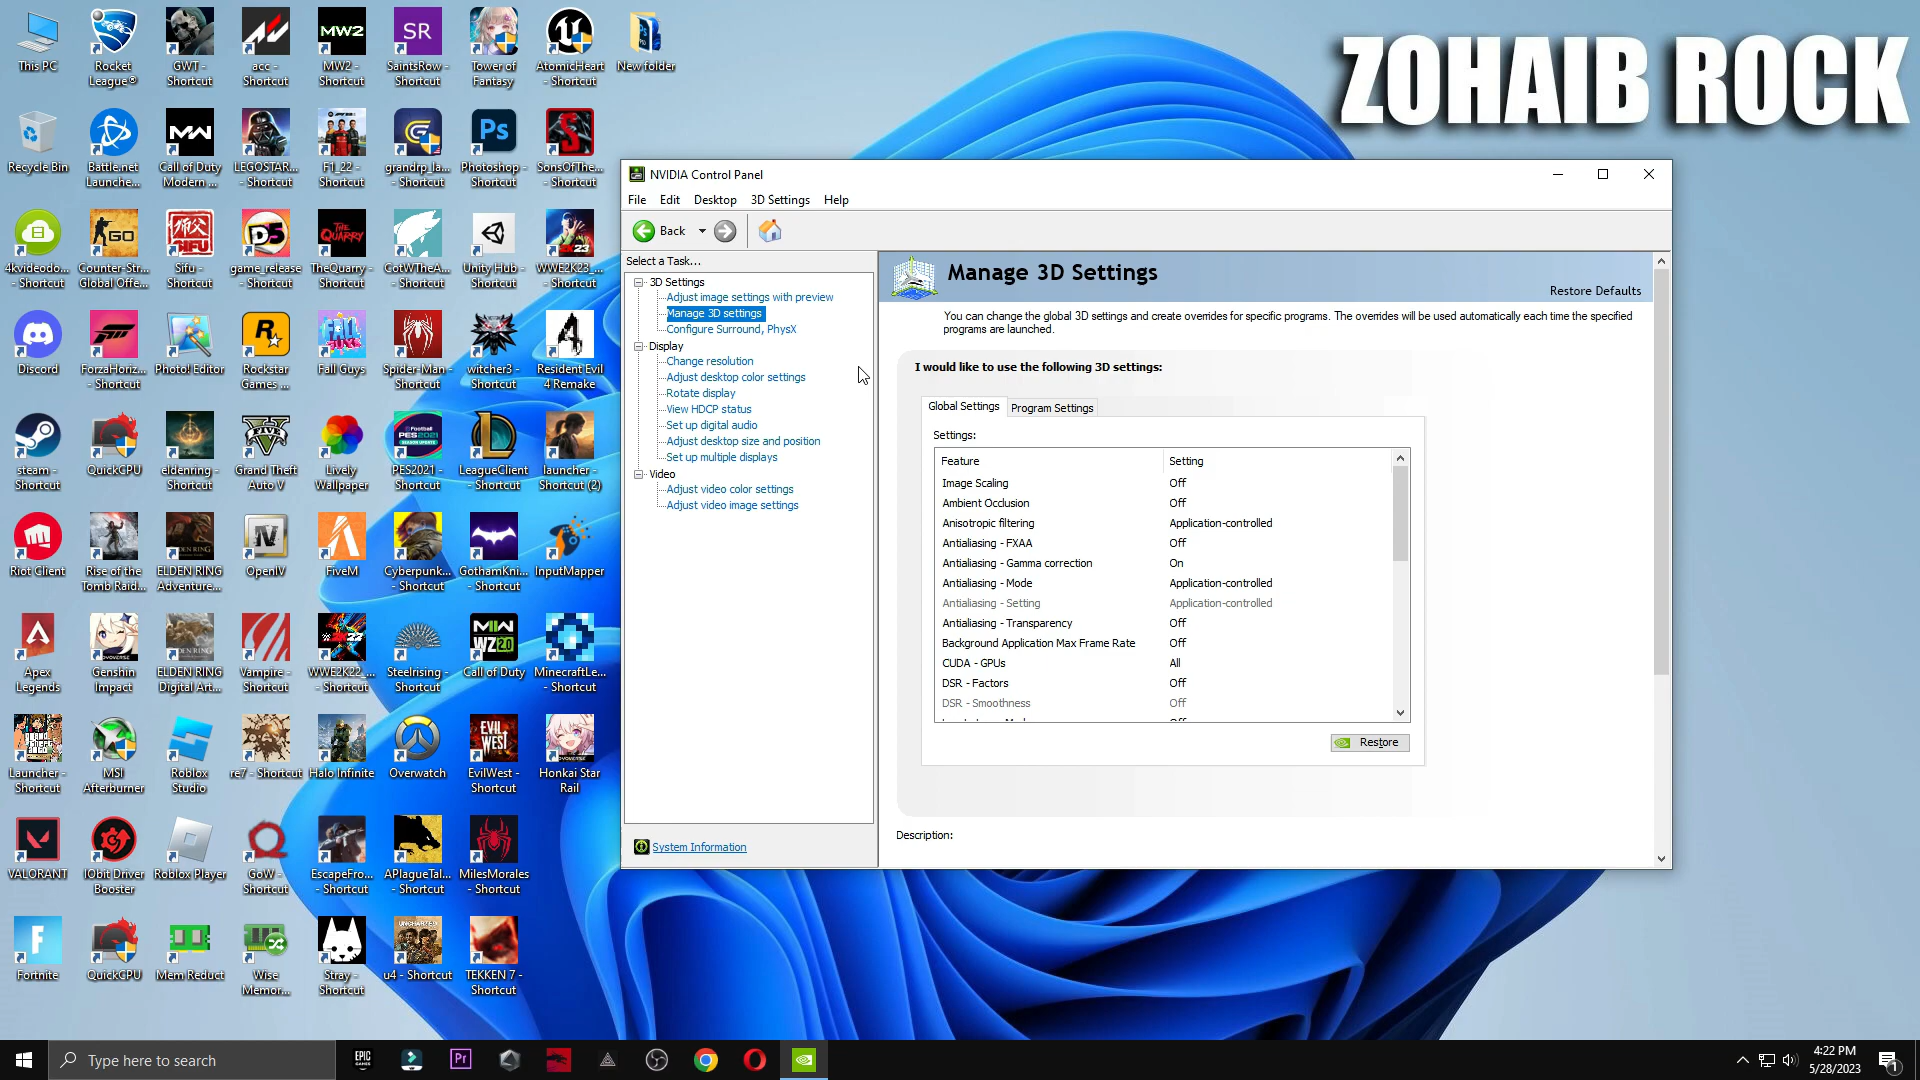 This PC
Rocket
League®
GWT -
Shortcut
acc -
Shortcut
MW2
MW2 -
Shortcut
SR
SaintsRow -
Shortcut
Tower of
Fantasy
AtomicHeart
- Shortcut
New folder
ZOHAIB ROCK
Recycle Bin
Battle.net
Launche...
Call of Duty
Modern ...
LEGOSTAR...
- Shortcut
F1_22 -
Shortcut
grandrp_la...
- Shortcut
Ps
Photoshop -
Shortcut
SonsOfThe...
- Shortcut
4kvideodo...
- Shortcut
GO
Counter-Str...
Global Offe...
SIFU
Sifu -
Shortcut
D5
game_release
- Shortcut
THE QUARRY
TheQuarry -
Shortcut
CotWTheA...
- Shortcut
Unity Hub -
Shortcut
2K23
WWE2K23_...
- Shortcut
Discord
ForzaHoriz...
- Shortcut
Photo! Editor
Rockstar
Games ...
Fall Guys
Spider-Man -
Shortcut
witcher3 -
Shortcut
Resident Evil
4 Remake
steam -
Shortcut
QuickCPU
eldenring -
Shortcut
Grand Theft
Auto V
Lively
Wallpaper
PES2021 -
Shortcut
LeagueClient
- Shortcut
launcher -
Shortcut (2)
Riot Client
Rise of the
Tomb Raid...
ELDEN RING
Adventure...
OpenIV
FiveM
Cyberpunk...
- Shortcut
GothamKni...
- Shortcut
InputMapper
Apex
Legends
Genshin
Impact
ELDEN RING
Digital Art...
Vampire -
Shortcut
WWE2K22_...
- Shortcut
Steelrising -
Shortcut
Call of Duty
MinecraftLe...
- Shortcut
Launcher -
Shortcut
MSI
Afterburner
Roblox
Studio
re7 - Shortcut
Halo Infinite
Overwatch
EVIL WEST
EvilWest -
Shortcut
Honkai Star
Rail
VALORANT
IObit Driver
Booster
Roblox Player
GoW -
Shortcut
EscapeFro...
- Shortcut
APlagueTal...
- Shortcut
MilesMorales
- Shortcut
Fortnite
QuickCPU
Mem Reduct
Wise
Memor...
Stray -
Shortcut
u4 - Shortcut
TEKKEN 7 -
Shortcut
NVIDIA Control Panel
File Edit Desktop 3D Settings Help
Back
Select a Task...
3D Settings
Adjust image settings with preview
Manage 3D settings
Configure Surround, PhysX
Display
Change resolution
Adjust desktop color settings
Rotate display
View HDCP status
Set up digital audio
Adjust desktop size and position
Set up multiple displays
Video
Adjust video color settings
Adjust video image settings
System Information
Manage 3D Settings
Restore Defaults
You can change the global 3D settings and create overrides for specific programs. The overrides will be used automatically each time the specified
programs are launched.
I would like to use the following 3D settings:
Global Settings Program Settings
Settings:
Feature Setting
Image Scaling Off
Ambient Occlusion Off
Anisotropic filtering Application-controlled
Antialiasing - FXAA Off
Antialiasing - Gamma correction On
Antialiasing - Mode Application-controlled
Antialiasing - Setting Application-controlled
Antialiasing - Transparency Off
Background Application Max Frame Rate Off
CUDA - GPUs All
DSR - Factors Off
DSR - Smoothness Off
Restore
Description:
Type here to search
EPIC
GAMES
Pr
4:22 PM
5/28/2023
1